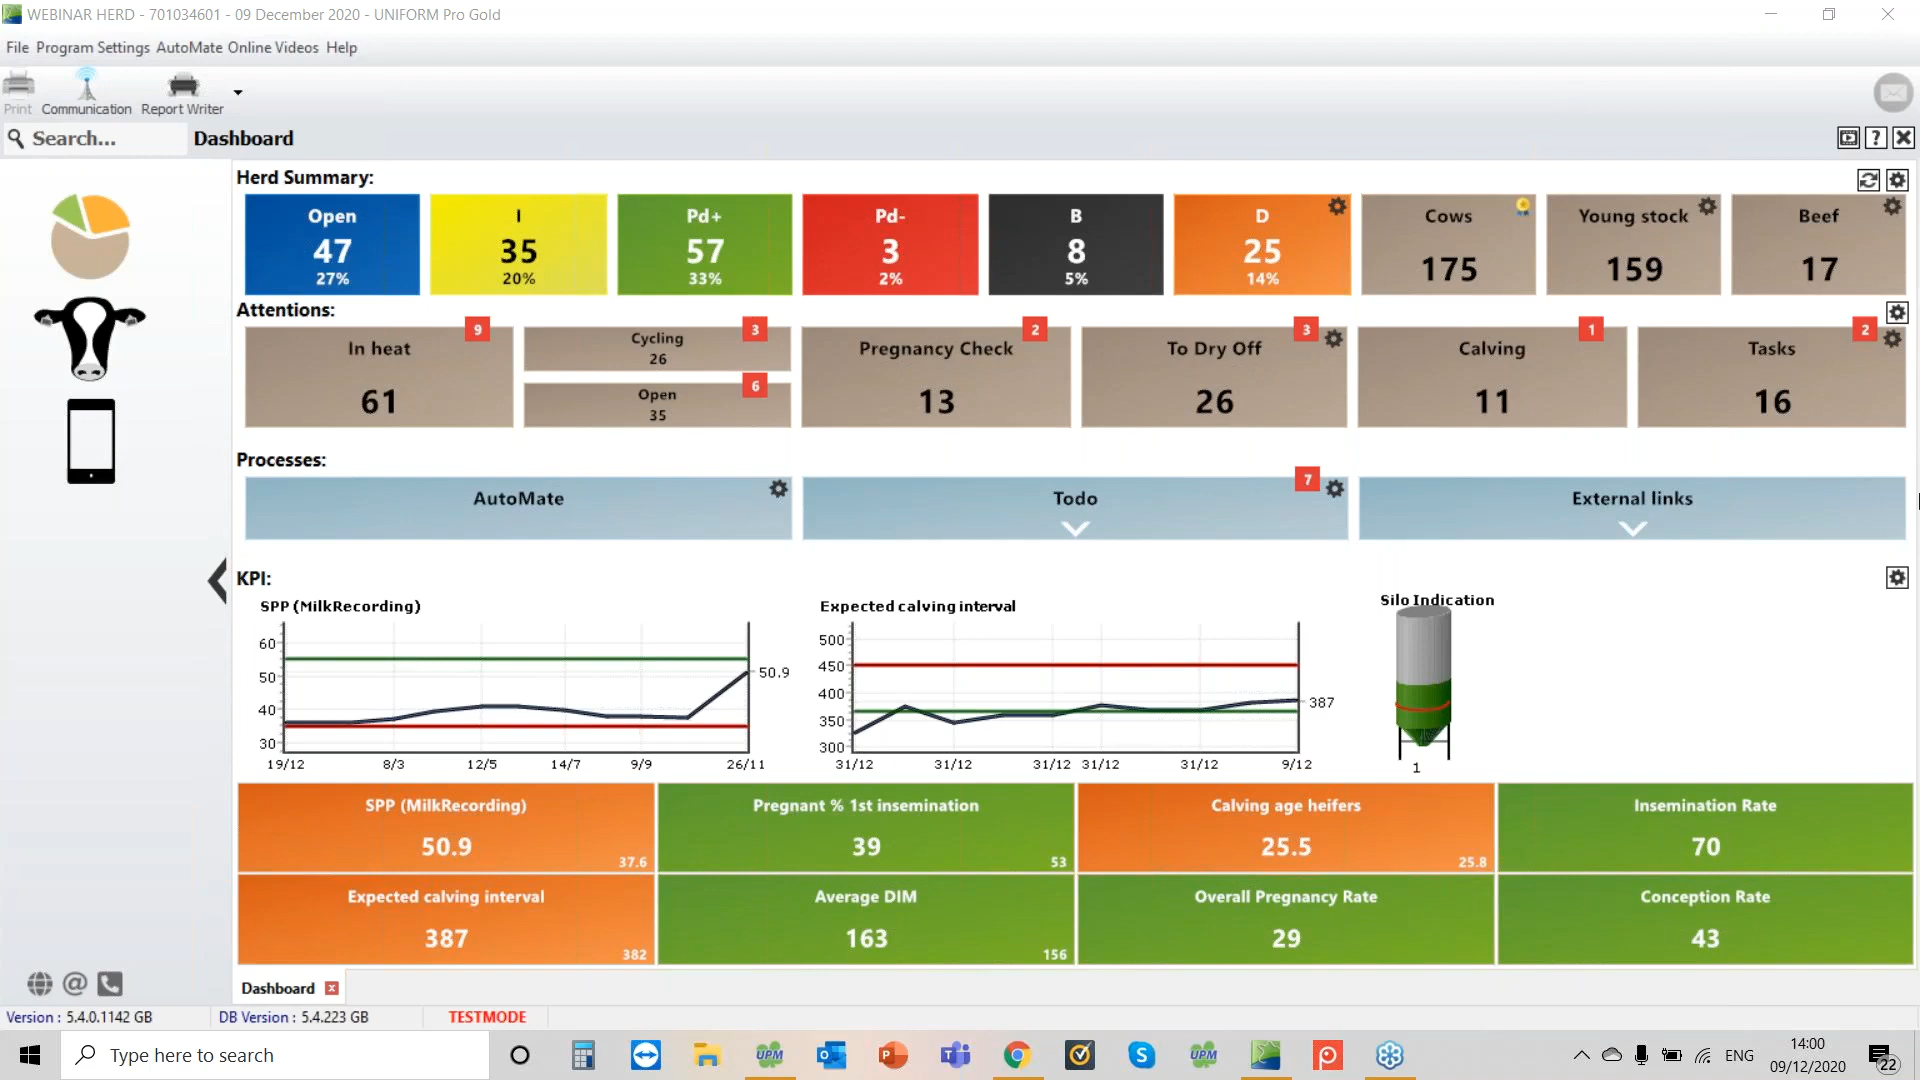 WEBINAR HERD - 701034601 - 09 December 2020 - UNIFORM Pro Gold
File Program Settings AutoMate Online Videos Help
Print Communication Report Writer
Search... Dashboard
Herd Summary:
Open I Pd+ Pd- B D Cows Young stock Beef
47 35 57 3 8 25 175 159 17
27% 20% 33% 2% 5% 14%
Attentions:
9 3 2 3 1 2
In heat Cycling Pregnancy Check To Dry Off Calving Tasks
26
6
Open
35
61 13 26 11 16
Processes:
7
AutoMate Todo External links
KPI:
SPP (MilkRecording) Expected calving interval Silo Indication
60 50 40 30
50.9
19/12 8/3 12/5 14/7 9/9 26/11
500 450 400 350 300
387
31/12 31/12 31/12 31/12 31/12 9/12
1
SPP (MilkRecording) Pregnant % 1st insemination Calving age heifers Insemination Rate
50.9 39 25.5 70
37.6 53 25.8
Expected calving interval Average DIM Overall Pregnancy Rate Conception Rate
387 163 29 43
382 156
Dashboard
Version : 5.4.0.1142 GB DB Version : 5.4.223 GB TESTMODE
Type here to search UPM UPM ENG 14:00
09/12/2020 22